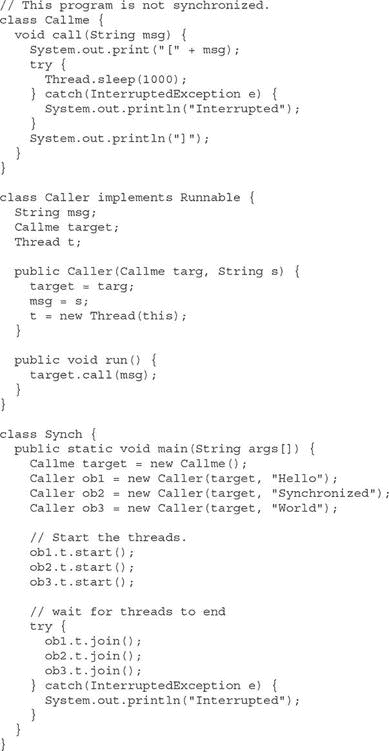 // This program is not synchronized.
class Callme {
  void call(String msg) {
    System.out.print("[" + msg);
    try {
      Thread.sleep(1000);
    } catch(InterruptedException e) {
      System.out.println("Interrupted");
    }
    System.out.println("]");
  }
}

class Caller implements Runnable {
  String msg;
  Callme target;
  Thread t;

  public Caller(Callme targ, String s) {
    target = targ;
    msg = s;
    t = new Thread(this);
  }

  public void run() {
    target.call(msg);
  }
}

class Synch {
  public static void main(String args[]) {
    Callme target = new Callme();
    Caller ob1 = new Caller(target, "Hello");
    Caller ob2 = new Caller(target, "Synchronized");
    Caller ob3 = new Caller(target, "World");

    // Start the threads.
    ob1.t.start();
    ob2.t.start();
    ob3.t.start();

    // wait for threads to end
    try {
      ob1.t.join();
      ob2.t.join();
      ob3.t.join();
    } catch(InterruptedException e) {
      System.out.println("Interrupted");
    }
  }
}